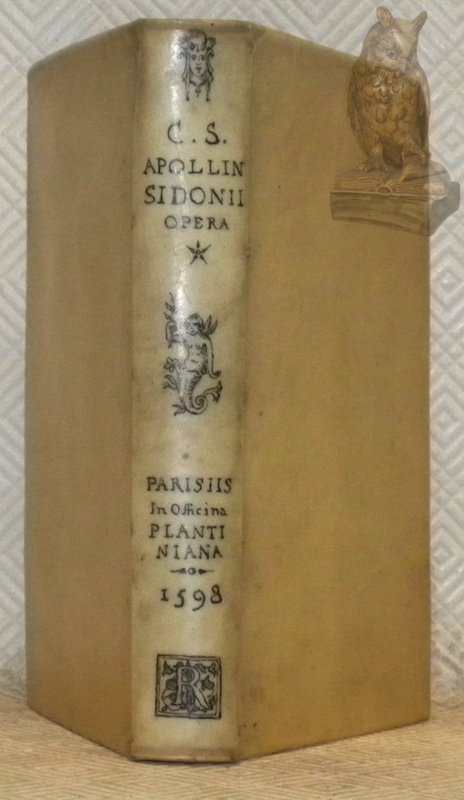 C. S.
APOLLIN
SIDONII
OPERA
PARISIIS
In Officina
PLANTI
NIANA
1598
R